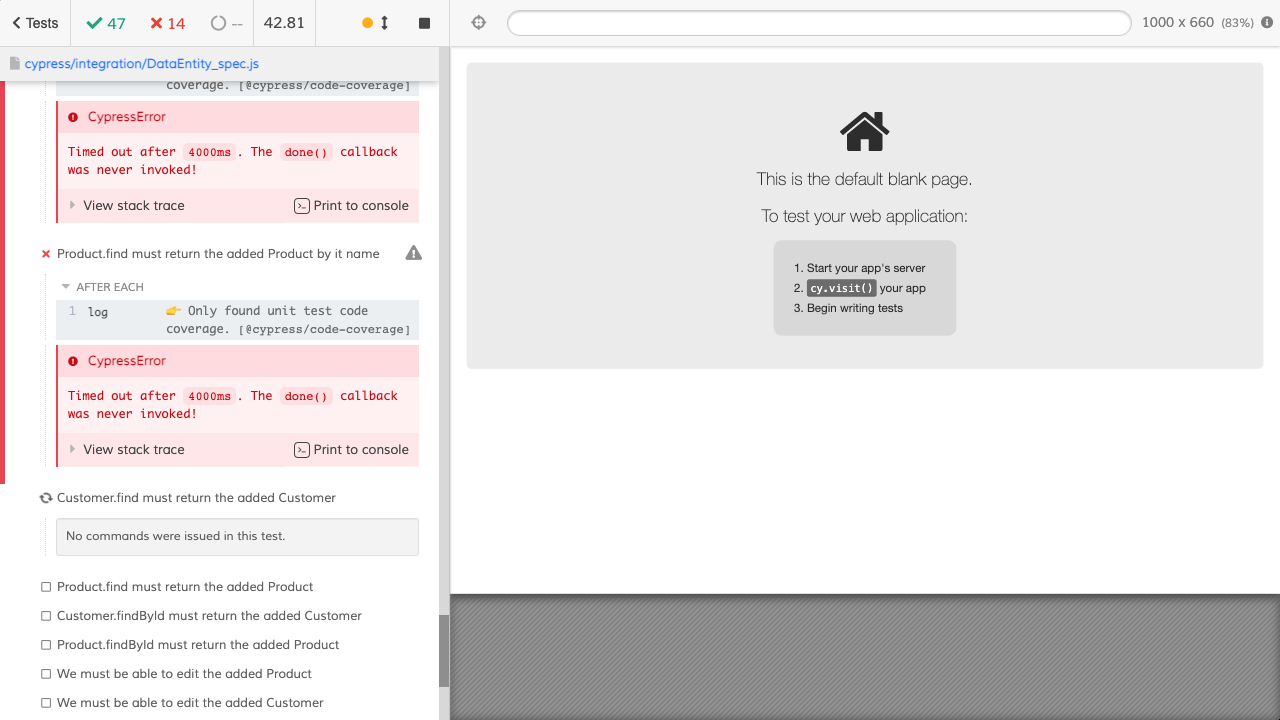 Tests
47
14
--
42.81
1000 x 660 (83%)
cypress/integration/DataEntity_spec.js
coverage. [@cypress/code-coverage]
CypressError
Timed out after 4000ms. The done() callback
was never invoked!
View stack trace
Print to console
Product.find must return the added Product by it name
AFTER EACH
1 log 👉 Only found unit test code
coverage. [@cypress/code-coverage]
CypressError
Timed out after 4000ms. The done() callback
was never invoked!
View stack trace
Print to console
Customer.find must return the added Customer
No commands were issued in this test.
Product.find must return the added Product
Customer.findById must return the added Customer
Product.findById must return the added Product
We must be able to edit the added Product
We must be able to edit the added Customer
This is the default blank page.
To test your web application:
1. Start your app's server
2. cy.visit() your app
3. Begin writing tests